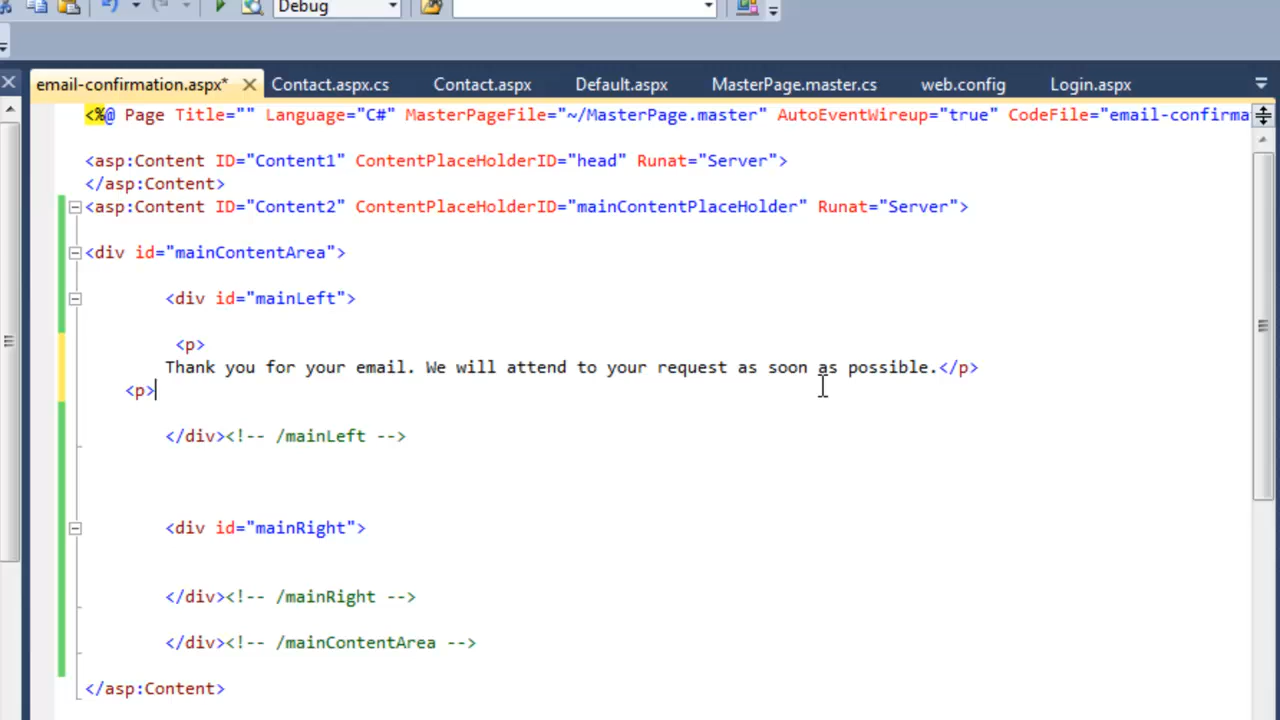 Debug
email-confirmation.aspx* Contact.aspx.cs Contact.aspx Default.aspx MasterPage.master.cs web.config Login.aspx
<%@ Page Title="" Language="C#" MasterPageFile="~/MasterPage.master" AutoEventWireup="true" CodeFile="email-confirma
<asp:Content ID="Content1" ContentPlaceHolderID="head" Runat="Server">
</asp:Content>
<asp:Content ID="Content2" ContentPlaceHolderID="mainContentPlaceHolder" Runat="Server">
<div id="mainContentArea">
<div id="mainLeft">
<p>
Thank you for your email. We will attend to your request as soon as possible.</p>
<p>
</div><!-- /mainLeft -->
<div id="mainRight">
</div><!-- /mainRight -->
</div><!-- /mainContentArea -->
</asp:Content>